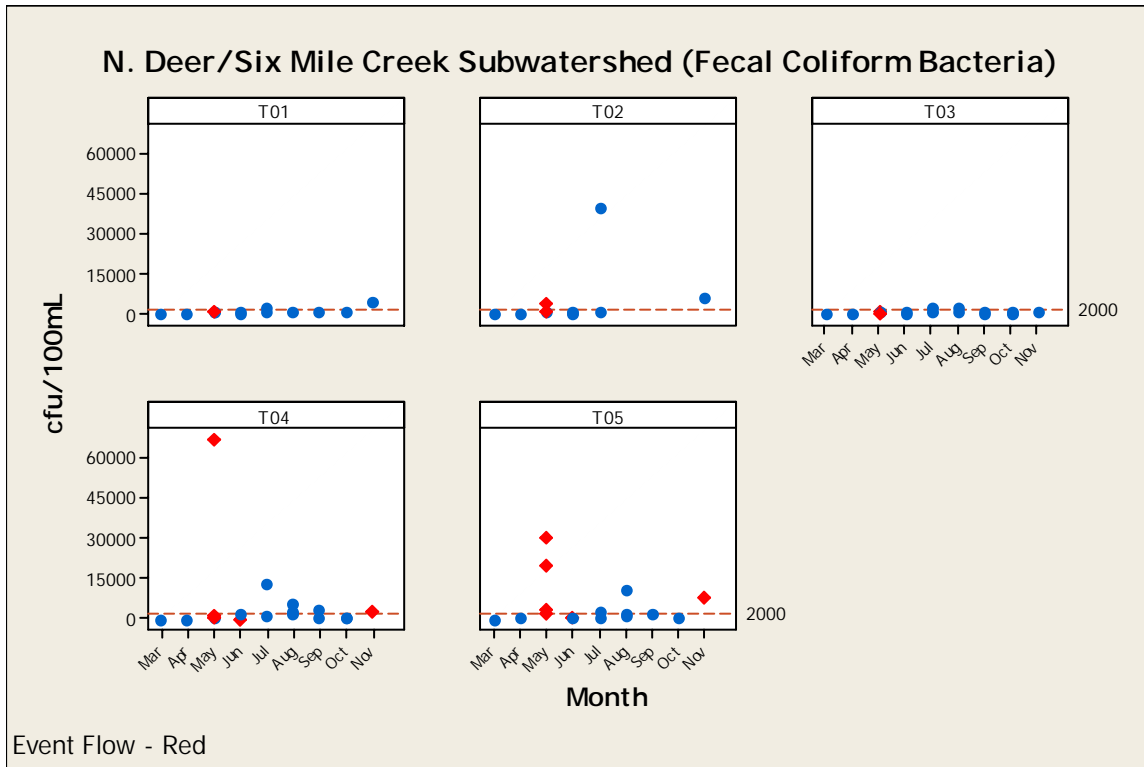 N. Deer/Six Mile Creek Subwatershed (Fecal Coliform Bacteria)
T01
T02
T03
60000
45000
30000
15000
0
2000
Mar Apr May Jun Jul Aug Sep Oct Nov
cfu/100mL
T04
T05
60000
45000
30000
15000
0
2000
Mar Apr May Jun Jul Aug Sep Oct Nov
Mar Apr May Jun Jul Aug Sep Oct Nov
Month
Event Flow - Red